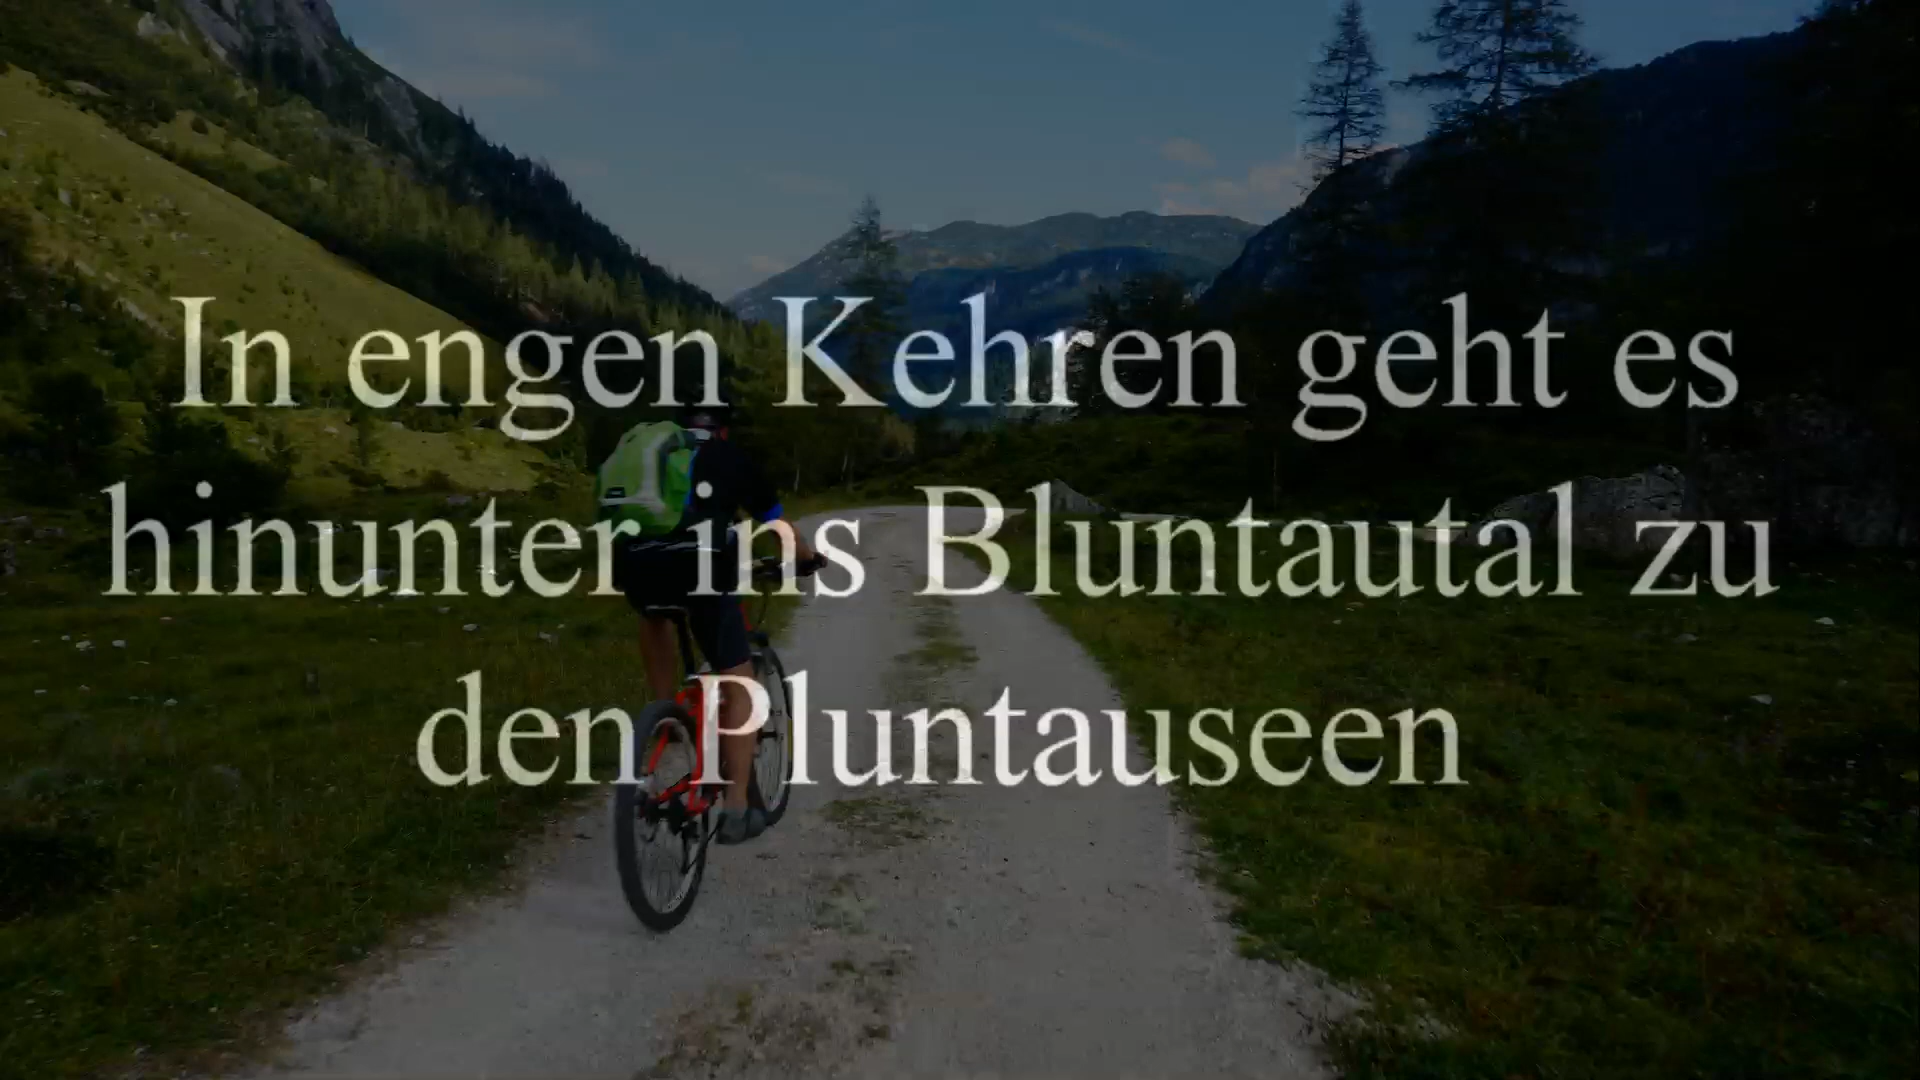 In engen Kehren geht es
hinunter ins Bluntautal zu
den Pluntauseen